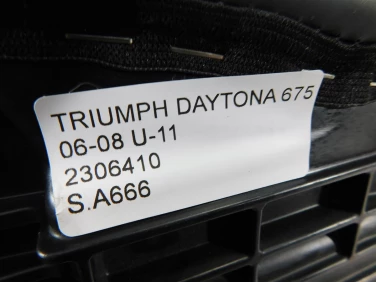 TRIUMPH DAYTONA 675
06-08 U-11
2306410
S.A666